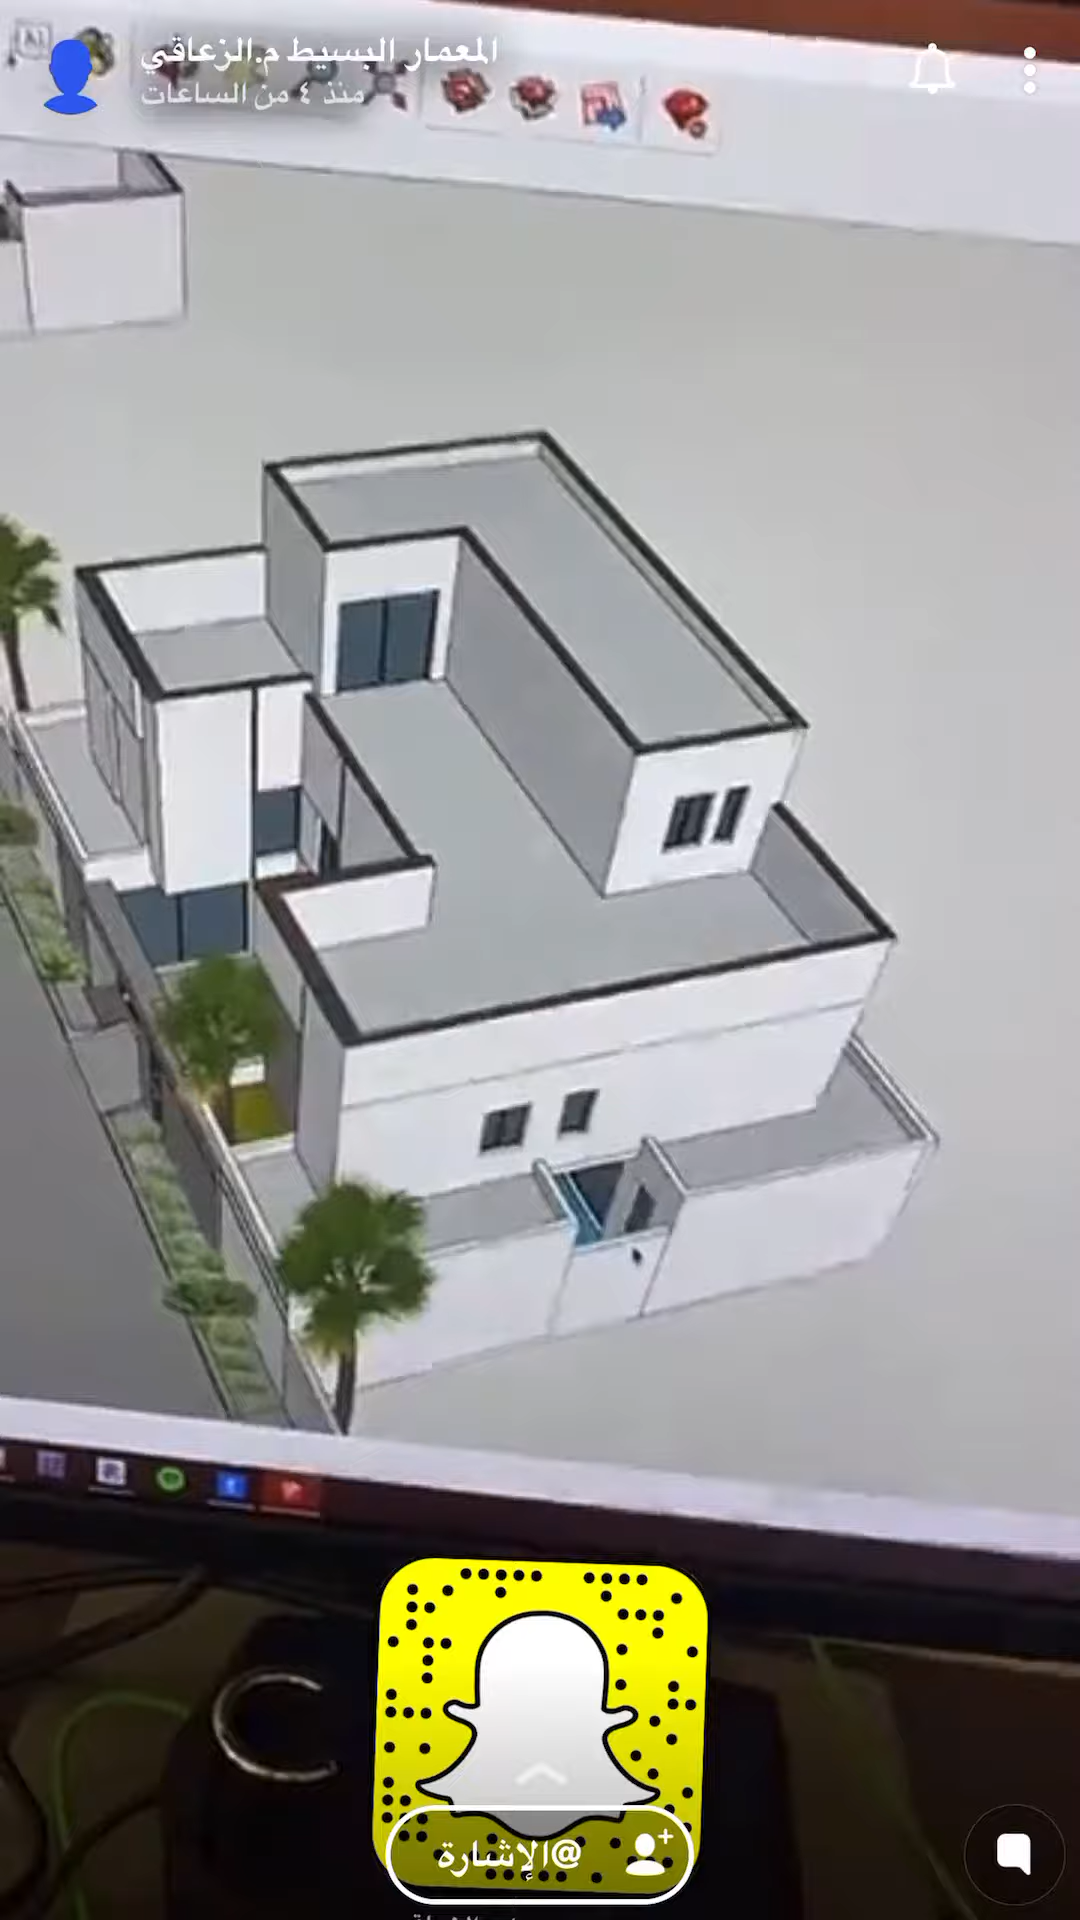 المعمار البسيط م.الزعاقي
منذ ٤ من الساعات
@الإشارة